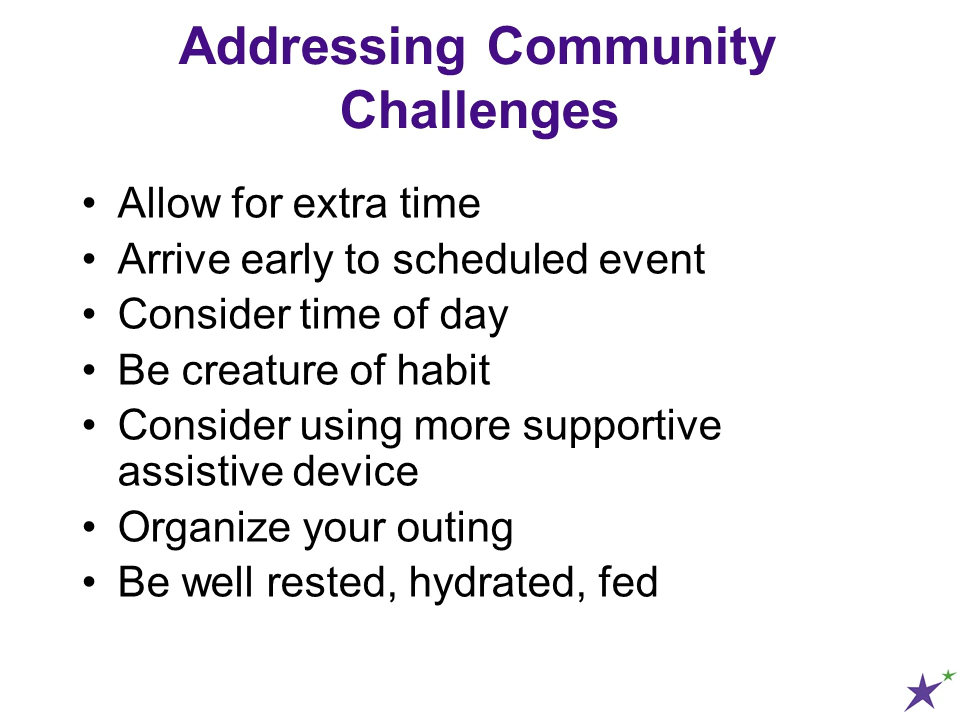 Addressing Community
Challenges
• Allow for extra time
• Arrive early to scheduled event
• Consider time of day
• Be creature of habit
• Consider using more supportive
assistive device
• Organize your outing
• Be well rested, hydrated, fed